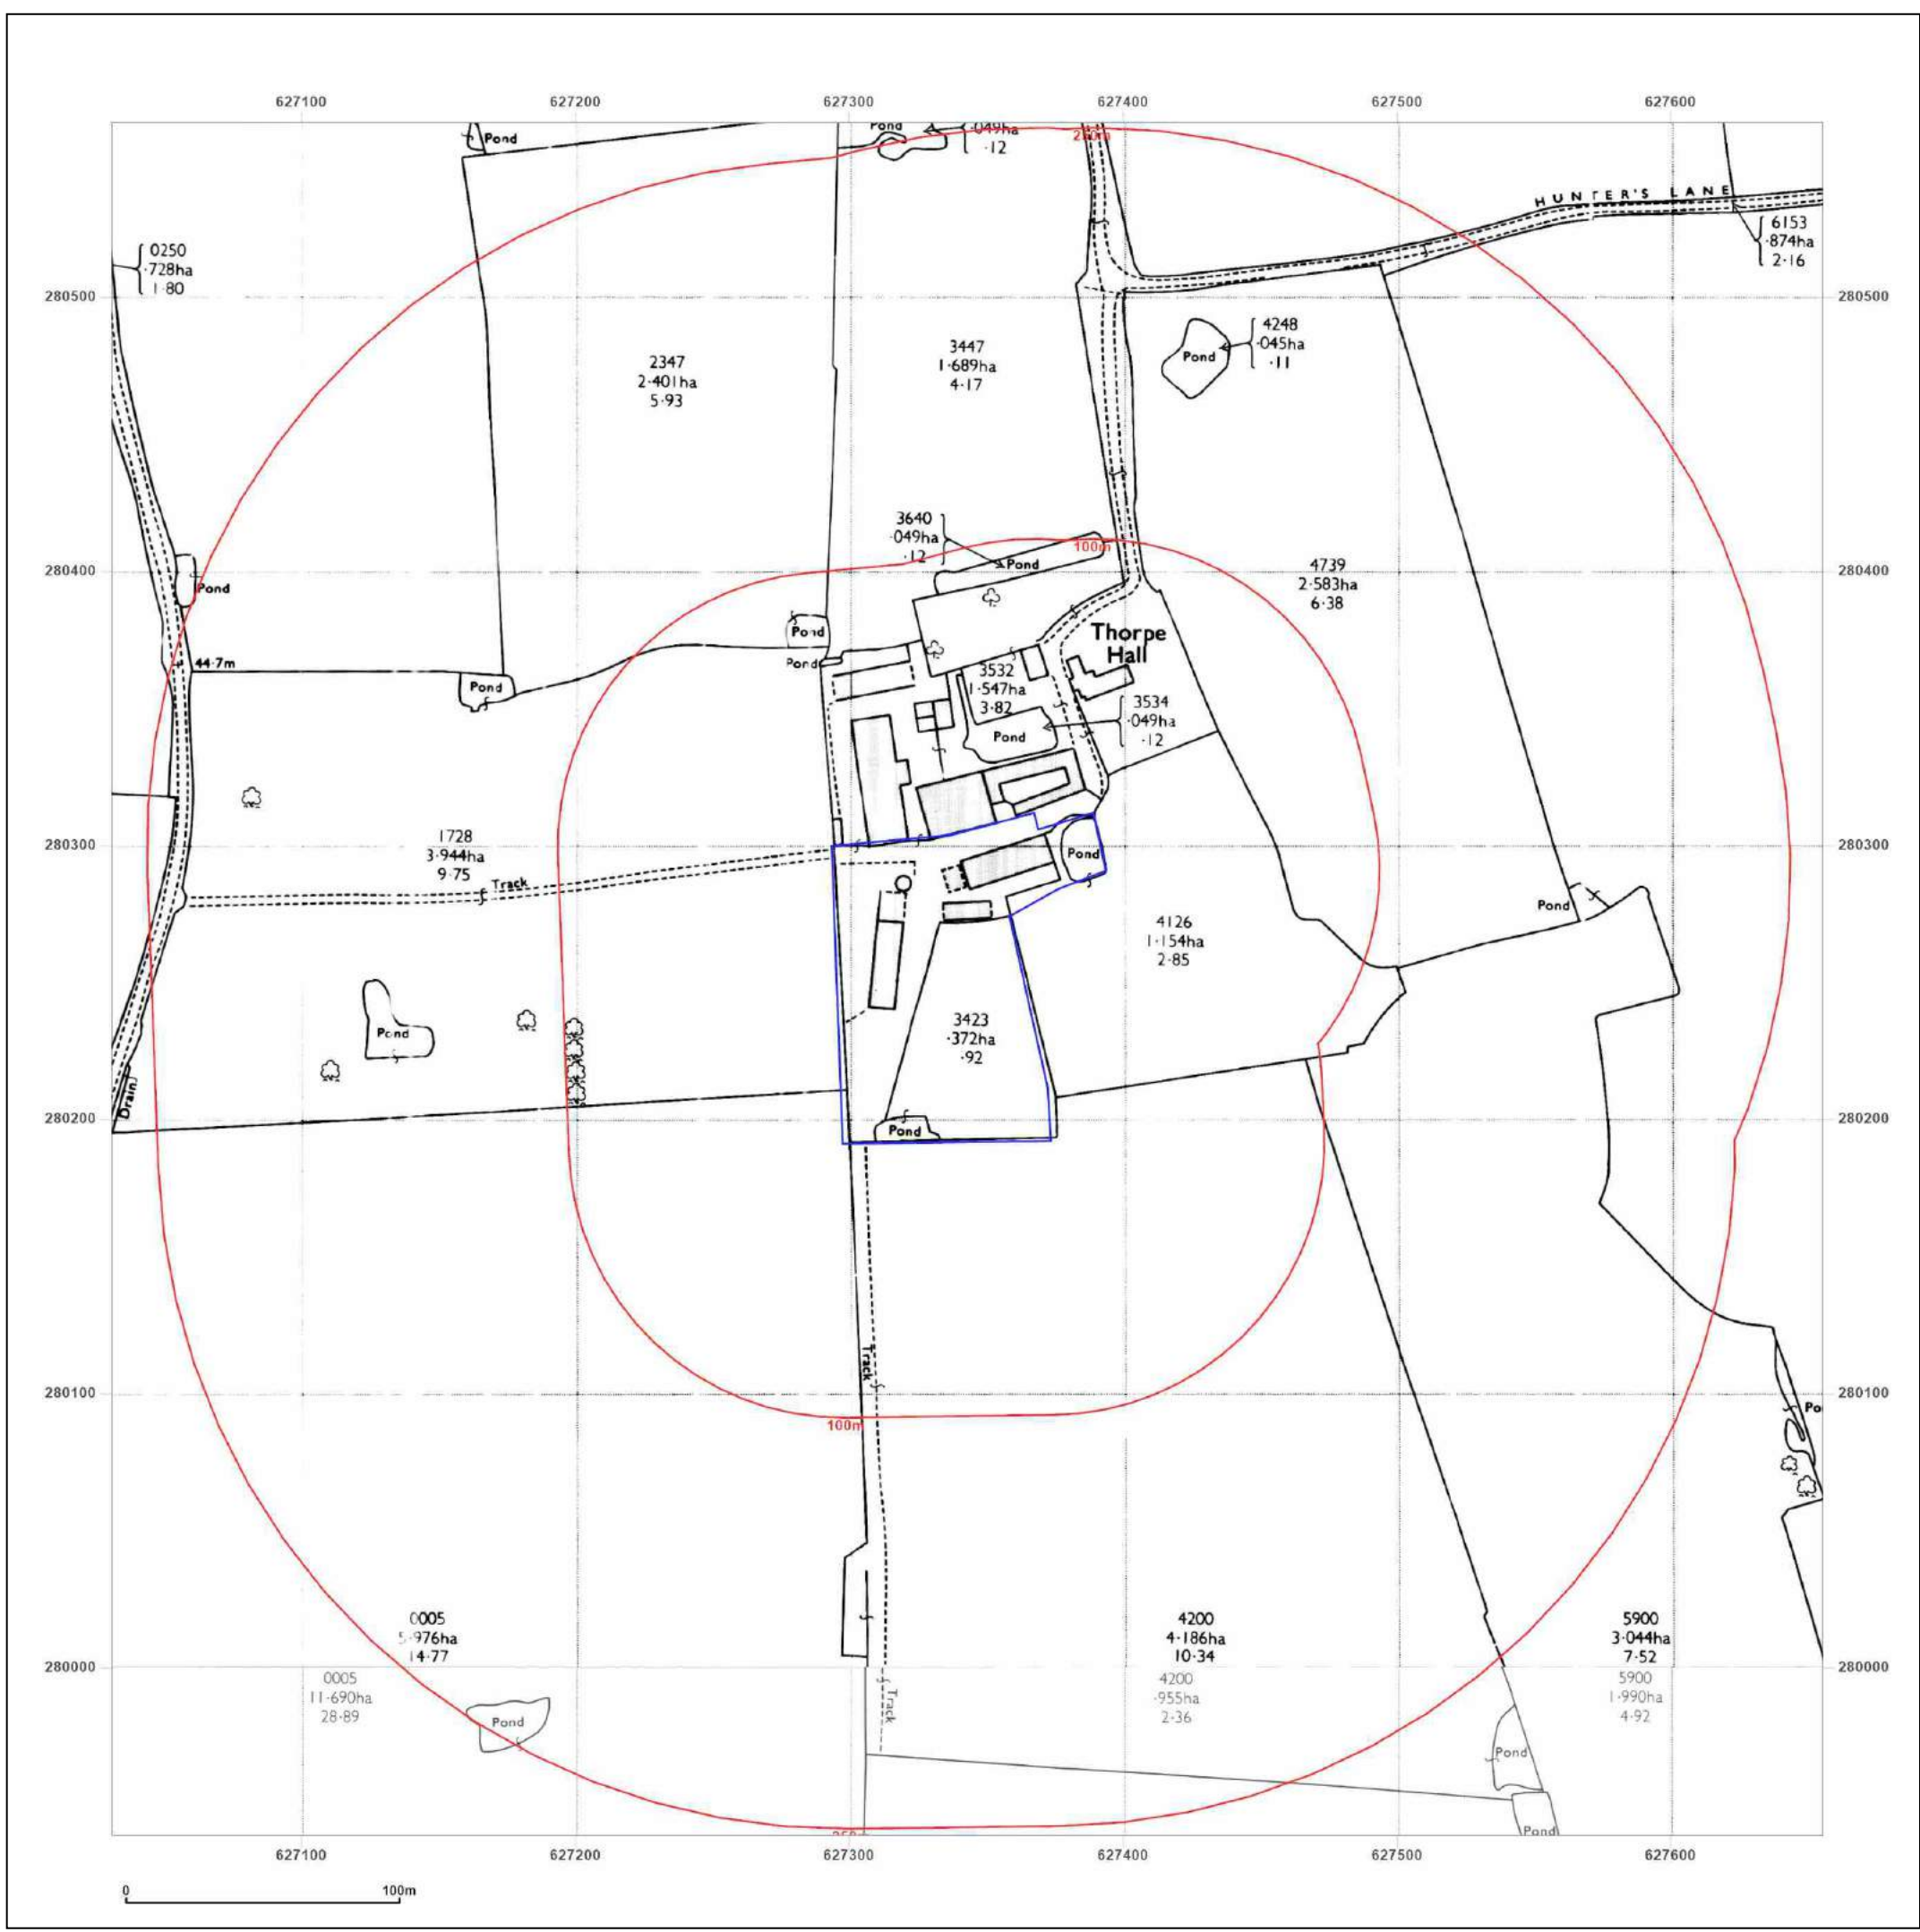 627100 627200 627300 627400 627500 627600
Pond
Pond
·049ha
·12
250m
HUNTER'S LANE
6153
·874ha
2·16
0250
·728ha
1·80
280500
280500
4248
·045ha
·11
Pond
2347
2·401ha
5·93
3447
1·689ha
4·17
3640
·049ha
·12
100m
Pond
280400
280400
Pond
4739
2·583ha
6·38
Pond
Thorpe
Hall
44·7m
Pond
Pond
3532
1·547ha
3·82
3534
·049ha
·12
Pond
280300
280300
1728
3·944ha
9·75
Track
Pond
Pond
4126
1·154ha
2·85
Pond
3423
·372ha
·92
Drain
280200
280200
Pond
Track
280100
280100
Po
100m
0005
5·976ha
14·77
4200
4·186ha
10·34
5900
3·044ha
7·52
280000
280000
0005
11·690ha
28·89
4200
·955ha
2·36
5900
1·990ha
4·92
Track
Pond
Pond
Pond
627100 627200 627300 627400 627500 627600
0 100m